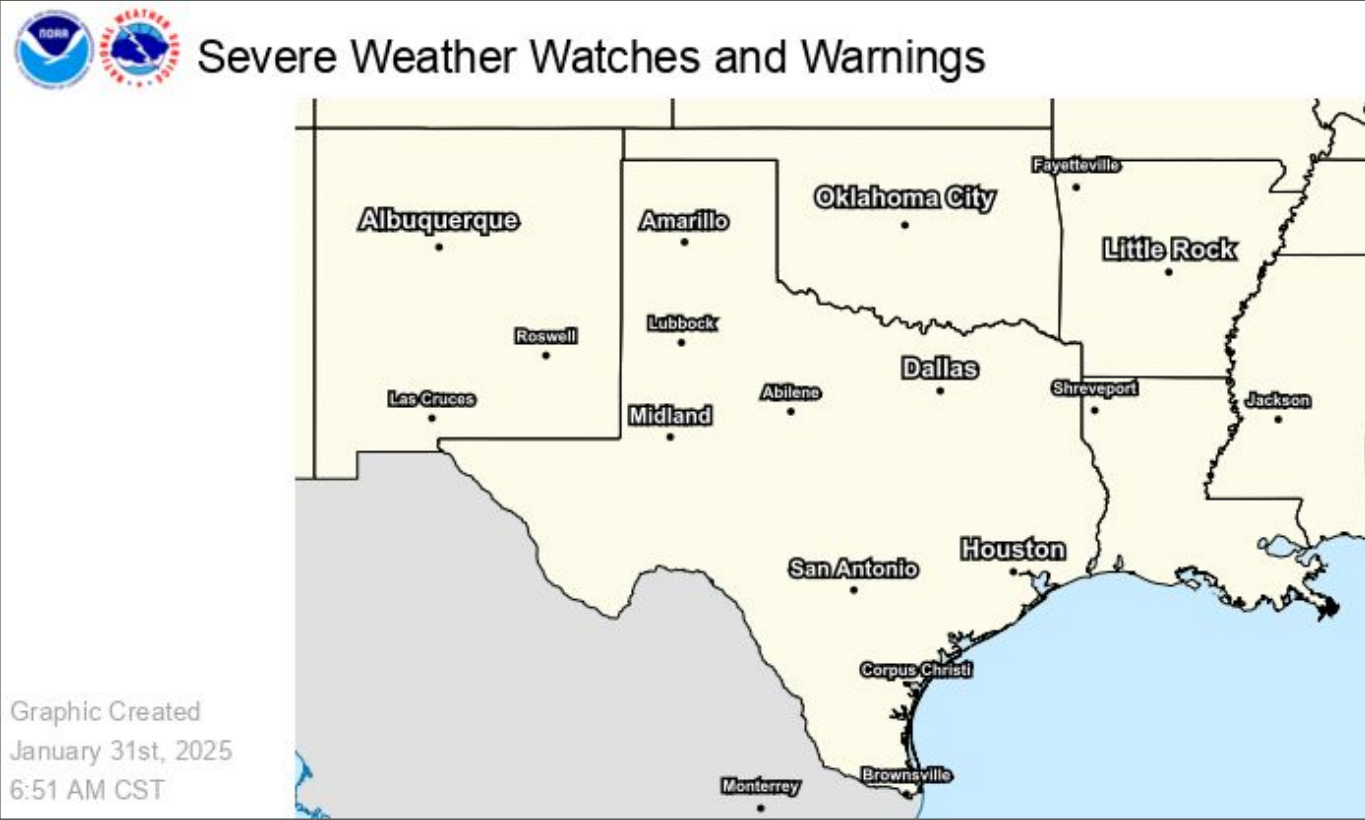 NOAA
NATIONAL WEATHER SERVICE
Severe Weather Watches and Warnings
Fayetteville
Oklahoma City
Albuquerque
Amarillo
Little Rock
Lubbock
Roswell
Dallas
Shreveport
Abilene
Las Cruces
Jackson
Midland
Houston
San Antonio
Corpus Christi
Graphic Created
January 31st, 2025
6:51 AM CST
Brownsville
Monterrey